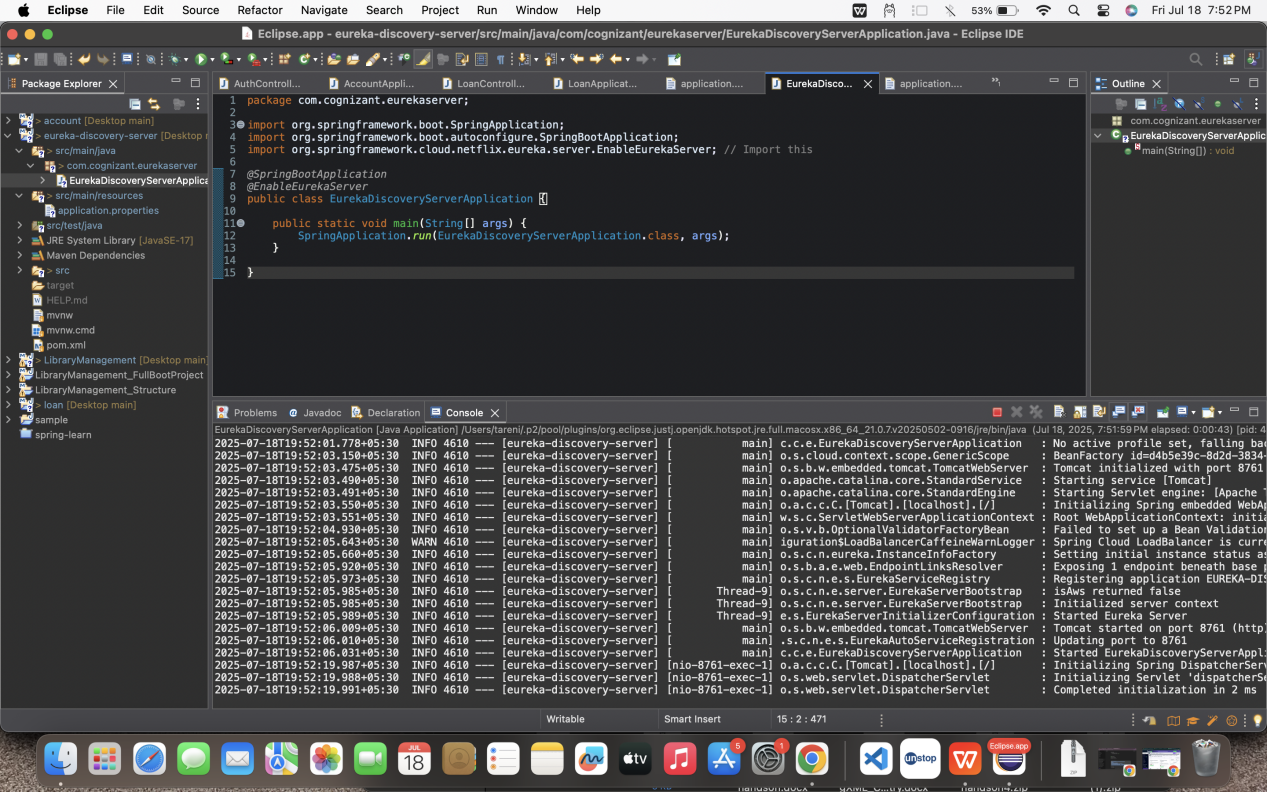 Eclipse File Edit Source Refactor Navigate Search Project Run Window Help 53% Fri Jul 18 7:52 PM
Eclipse.app - eureka-discovery-server/src/main/java/com/cognizant/eurekaserver/EurekaDiscoveryServerApplication.java - Eclipse IDE
Package Explorer
> account [Desktop main]
> eureka-discovery-server [Desktop
> src/main/java
> com.cognizant.eurekaserver
EurekaDiscoveryServerApplica
> src/main/resources
application.properties
> src/test/java
JRE System Library [JavaSE-17]
Maven Dependencies
> src
target
HELP.md
mvnw
mvnw.cmd
pom.xml
> LibraryManagement [Desktop main]
LibraryManagement_FullBootProject
LibraryManagement_Structure
> loan [Desktop main]
sample
spring-learn
AuthControll... AccountAppli... LoanControll... LoanApplicat... application.... EurekaDisco... application....
1 package com.cognizant.eurekaserver;
2
3 import org.springframework.boot.SpringApplication;
4 import org.springframework.boot.autoconfigure.SpringBootApplication;
5 import org.springframework.cloud.netflix.eureka.server.EnableEurekaServer; // Import this
6
7 @SpringBootApplication
8 @EnableEurekaServer
9 public class EurekaDiscoveryServerApplication {
10
11 public static void main(String[] args) {
12 SpringApplication.run(EurekaDiscoveryServerApplication.class, args);
13 }
14
15 }
Outline
com.cognizant.eurekaserver
EurekaDiscoveryServerApplic
main(String[]) : void
Problems Javadoc Declaration Console
EurekaDiscoveryServerApplication [Java Application] /Users/tareni/.p2/pool/plugins/org.eclipse.justj.openjdk.hotspot.jre.full.macosx.x86_64_21.0.7.v20250502-0916/jre/bin/java (Jul 18, 2025, 7:51:59 PM elapsed: 0:00:43) [pid: 4
2025-07-18T19:52:01.778+05:30 INFO 4610 --- [eureka-discovery-server] [ main] c.c.e.EurekaDiscoveryServerApplication : No active profile set, falling bac
2025-07-18T19:52:03.150+05:30 INFO 4610 --- [eureka-discovery-server] [ main] o.s.cloud.context.scope.GenericScope : BeanFactory id=d4b5e39c-8d2d-3834-
2025-07-18T19:52:03.475+05:30 INFO 4610 --- [eureka-discovery-server] [ main] o.s.b.w.embedded.tomcat.TomcatWebServer : Tomcat initialized with port 8761
2025-07-18T19:52:03.490+05:30 INFO 4610 --- [eureka-discovery-server] [ main] o.apache.catalina.core.StandardService : Starting service [Tomcat]
2025-07-18T19:52:03.491+05:30 INFO 4610 --- [eureka-discovery-server] [ main] o.apache.catalina.core.StandardEngine : Starting Servlet engine: [Apache T
2025-07-18T19:52:03.550+05:30 INFO 4610 --- [eureka-discovery-server] [ main] o.a.c.c.C.[Tomcat].[localhost].[/] : Initializing Spring embedded WebAp
2025-07-18T19:52:03.551+05:30 INFO 4610 --- [eureka-discovery-server] [ main] w.s.c.ServletWebServerApplicationContext : Root WebApplicationContext: initia
2025-07-18T19:52:04.930+05:30 INFO 4610 --- [eureka-discovery-server] [ main] o.s.v.b.OptionalValidatorFactoryBean : Failed to set up a Bean Validation
2025-07-18T19:52:05.643+05:30 WARN 4610 --- [eureka-discovery-server] [ main] iguration$LoadBalancerCaffeineWarnLogger : Spring Cloud LoadBalancer is curre
2025-07-18T19:52:05.660+05:30 INFO 4610 --- [eureka-discovery-server] [ main] o.s.c.n.eureka.InstanceInfoFactory : Setting initial instance status as
2025-07-18T19:52:05.920+05:30 INFO 4610 --- [eureka-discovery-server] [ main] o.s.b.a.e.web.EndpointLinksResolver : Exposing 1 endpoint beneath base p
2025-07-18T19:52:05.973+05:30 INFO 4610 --- [eureka-discovery-server] [ main] o.s.c.n.e.s.EurekaServiceRegistry : Registering application EUREKA-DIS
2025-07-18T19:52:05.985+05:30 INFO 4610 --- [eureka-discovery-server] [ Thread-9] o.s.c.n.e.server.EurekaServerBootstrap : isAws returned false
2025-07-18T19:52:05.985+05:30 INFO 4610 --- [eureka-discovery-server] [ Thread-9] o.s.c.n.e.server.EurekaServerBootstrap : Initialized server context
2025-07-18T19:52:05.989+05:30 INFO 4610 --- [eureka-discovery-server] [ Thread-9] e.s.EurekaServerInitializerConfiguration : Started Eureka Server
2025-07-18T19:52:06.009+05:30 INFO 4610 --- [eureka-discovery-server] [ main] o.s.b.w.embedded.tomcat.TomcatWebServer : Tomcat started on port 8761 (http)
2025-07-18T19:52:06.010+05:30 INFO 4610 --- [eureka-discovery-server] [ main] .s.c.n.e.s.EurekaAutoServiceRegistration : Updating port to 8761
2025-07-18T19:52:06.031+05:30 INFO 4610 --- [eureka-discovery-server] [ main] c.c.e.EurekaDiscoveryServerApplication : Started EurekaDiscoveryServerAppli
2025-07-18T19:52:19.987+05:30 INFO 4610 --- [eureka-discovery-server] [nio-8761-exec-1] o.a.c.c.C.[Tomcat].[localhost].[/] : Initializing Spring DispatcherServ
2025-07-18T19:52:19.988+05:30 INFO 4610 --- [eureka-discovery-server] [nio-8761-exec-1] o.s.web.servlet.DispatcherServlet : Initializing Servlet 'dispatcherSe
2025-07-18T19:52:19.991+05:30 INFO 4610 --- [eureka-discovery-server] [nio-8761-exec-1] o.s.web.servlet.DispatcherServlet : Completed initialization in 2 ms
Writable Smart Insert 15 : 2 : 471
JUL
18
tv
5
1
unstop
Eclipse.app
ZIP
handson.docx
handson4.zip
(1).zip